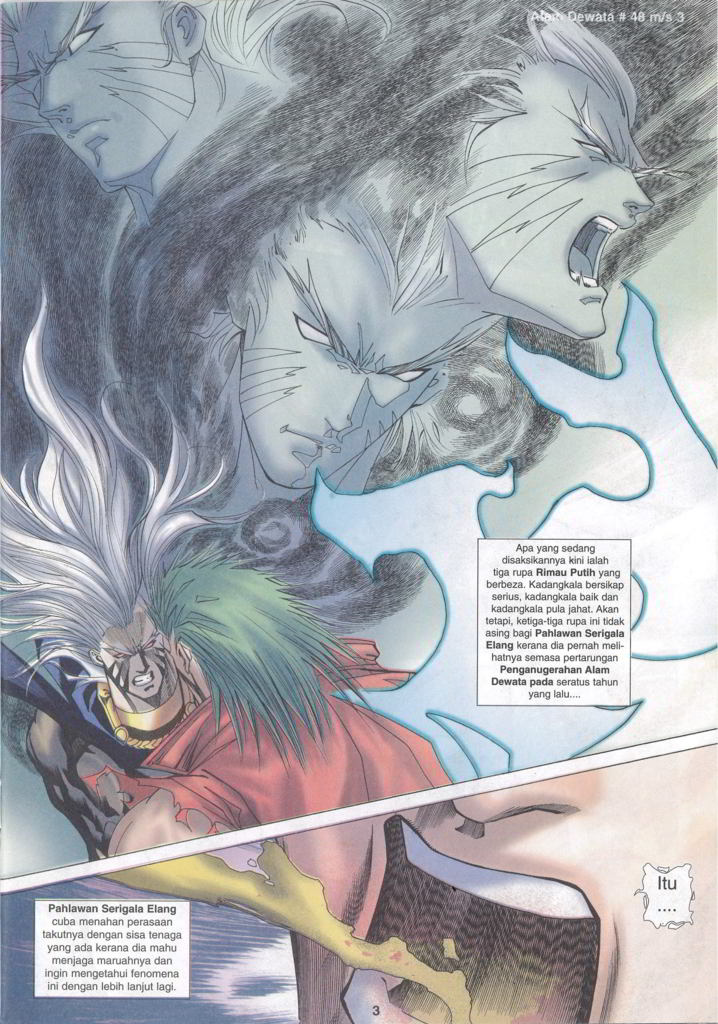 Alam Dewata # 48 m/s 3
Apa yang sedang
disaksikannya kini ialah
tiga rupa Rimau Putih yang
berbeza. Kadangkala bersikap
serius, kadangkala baik dan
kadangkala pula jahat. Akan
tetapi, ketiga-tiga rupa ini tidak
asing bagi Pahlawan Serigala
Elang kerana dia pernah meli-
hatnya semasa pertarungan
Penganugerahan Alam
Dewata pada seratus tahun
yang lalu....
Itu
....
Pahlawan Serigala Elang
cuba menahan perasaan
takutnya dengan sisa tenaga
yang ada kerana dia mahu
menjaga maruahnya dan
ingin mengetahui fenomena
ini dengan lebih lanjut lagi.
3